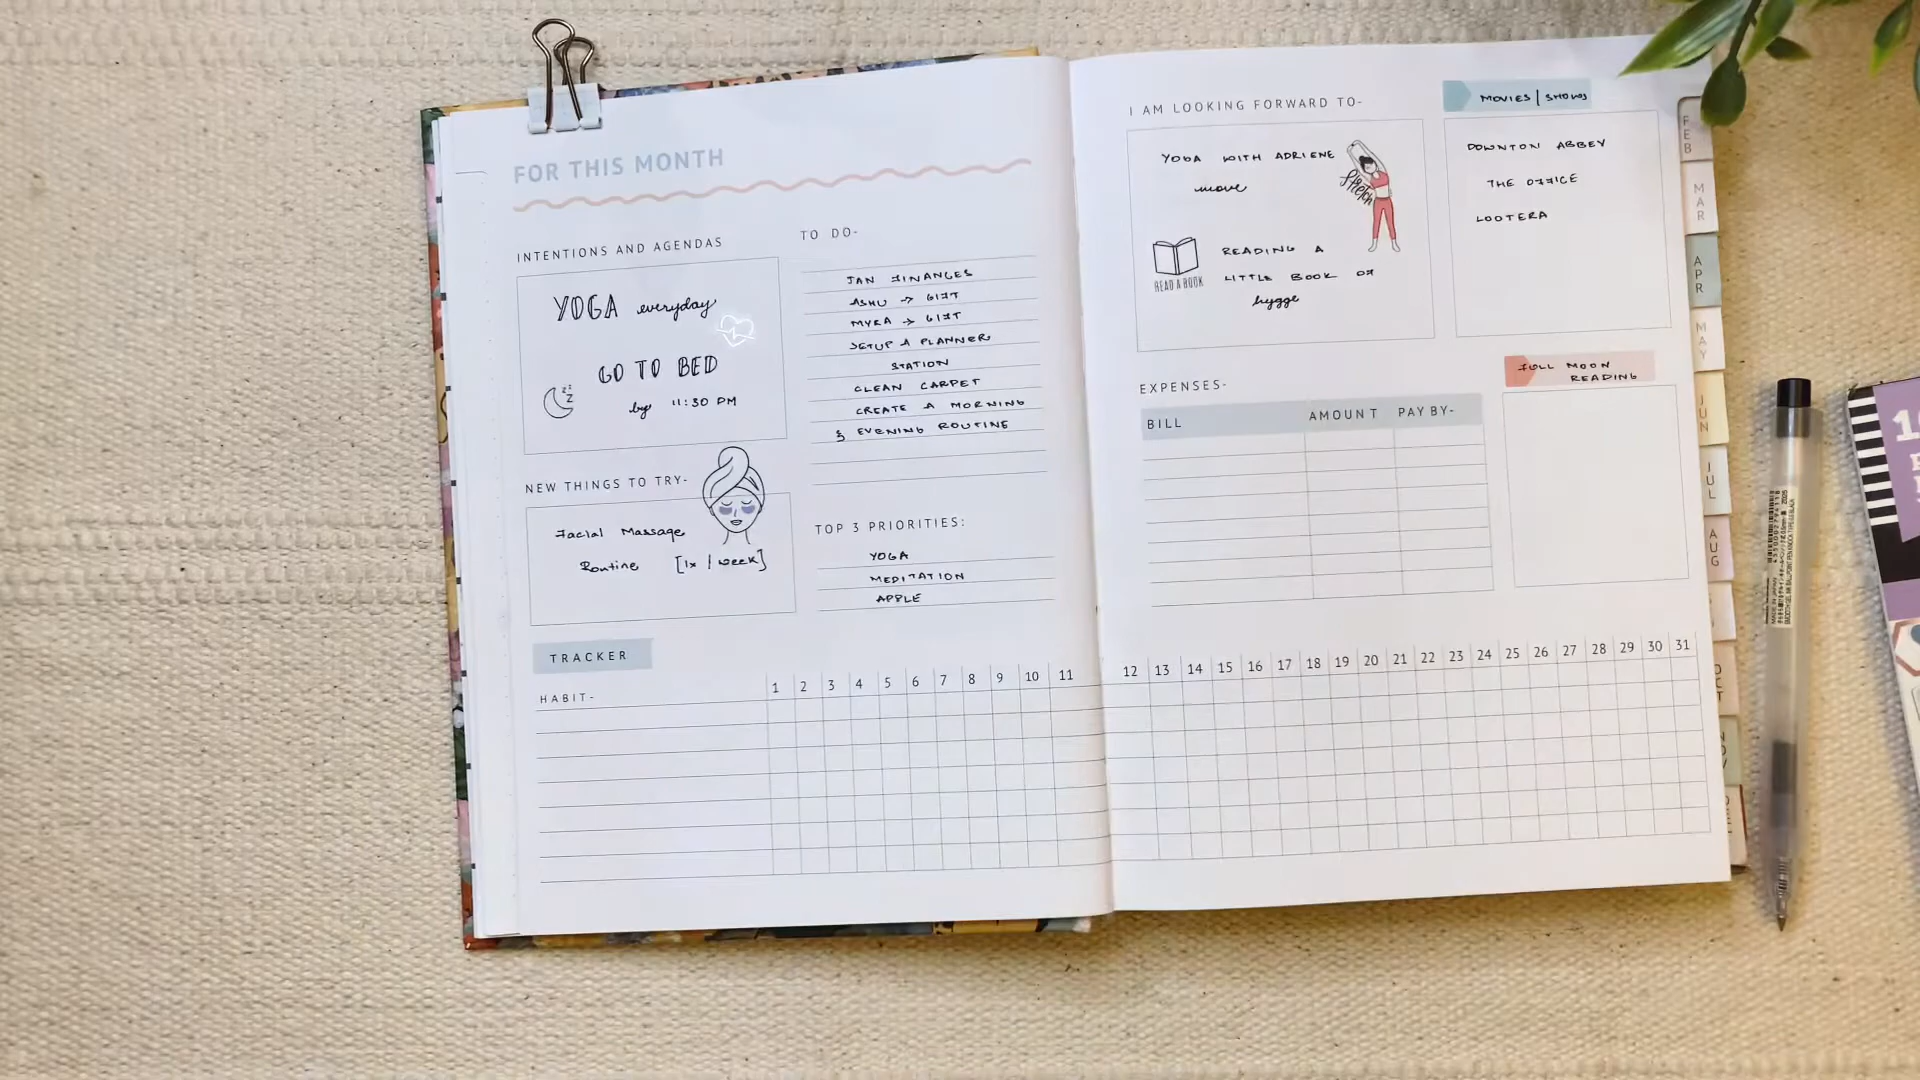 FOR THIS MONTH
INTENTIONS AND AGENDAS
YOGA everyday
GO TO BED
by 11:30 PM
zzz
NEW THINGS TO TRY-
Facial Massage
Routine [1x / week]
TO DO-
JAN FINANCES
ASHU → GIFT
MYRA → GIFT
SETUP A PLANNER
STATION
CLEAN CARPET
CREATE A MORNING
& EVENING ROUTINE
TOP 3 PRIORITIES:
YOGA
MEDITATION
APPLE
TRACKER
HABIT-
1 2 3 4 5 6 7 8 9 10 11
I AM LOOKING FORWARD TO-
YOGA WITH ADRIENE
move
Stretch
READ A BOOK
READING A
LITTLE BOOK OF
hygge
MOVIES | SHOWS
DOWNTON ABBEY
THE OFFICE
LOOTERA
EXPENSES-
BILL AMOUNT PAY BY-
FULL MOON
READING
12 13 14 15 16 17 18 19 20 21 22 23 24 25 26 27 28 29 30 31
FEB
MAR
APR
MAY
JUN
JUL
AUG
OCT
NOV